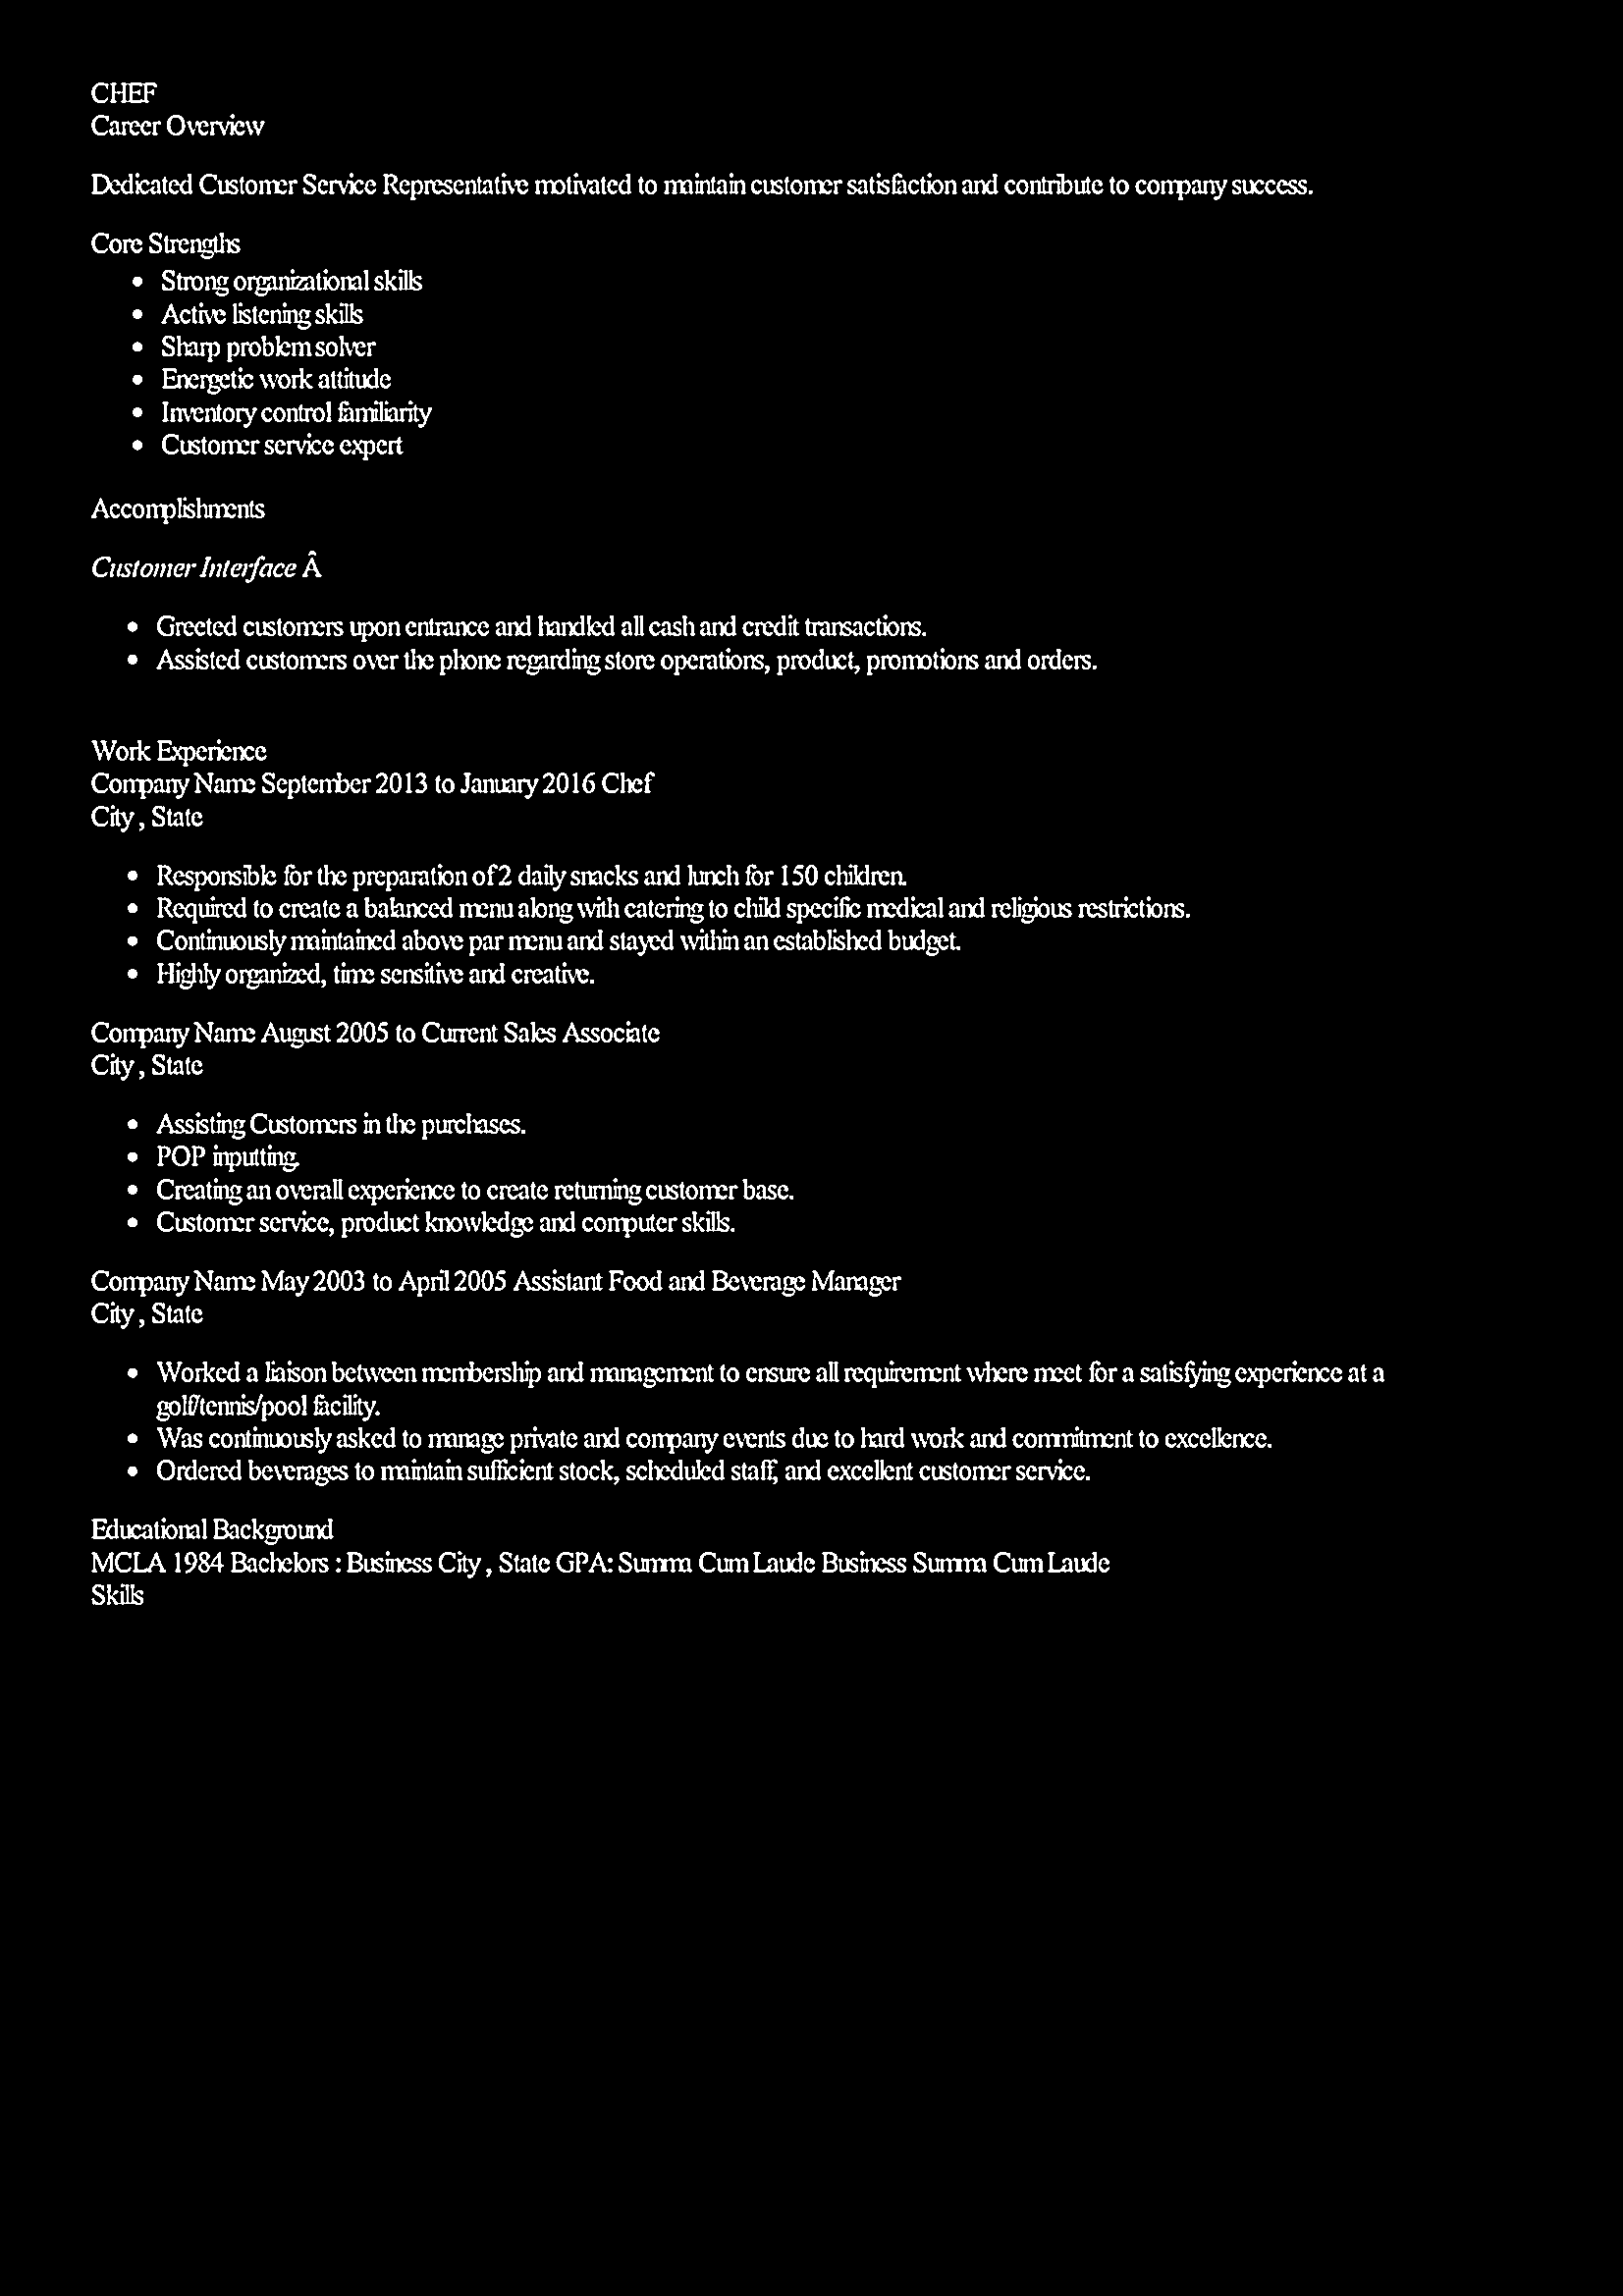 CHEF
Career Overview
Dedicated Customer Service Representative motivated to maintain customer satisfaction and contribute to company success.
Core Strengths
• Strong organizational skills
• Active listening skills
• Sharp problem solver
• Energetic work attitude
• Inventory control familiarity
• Customer service expert
Accomplishments
Customer Interface Â
• Greeted customers upon entrance and handled all cash and credit transactions.
• Assisted customers over the phone regarding store operations, product, promotions and orders.
Work Experience
Company Name September 2013 to January 2016 Chef
City , State
• Responsible for the preparation of 2 daily snacks and lunch for 150 children.
• Required to create a balanced menu along with catering to child specific medical and religious restrictions.
• Continuously maintained above par menu and stayed within an established budget.
• Highly organized, time sensitive and creative.
Company Name August 2005 to Current Sales Associate
City , State
• Assisting Customers in the purchases.
• POP inputting.
• Creating an overall experience to create returning customer base.
• Customer service, product knowledge and computer skills.
Company Name May 2003 to April 2005 Assistant Food and Beverage Manager
City , State
• Worked a liaison between membership and management to ensure all requirement where meet for a satisfying experience at a
golf/tennis/pool facility.
• Was continuously asked to manage private and company events due to hard work and commitment to excellence.
• Ordered beverages to maintain sufficient stock, scheduled staff, and excellent customer service.
Educational Background
MCLA 1984 Bachelors : Business City , State GPA: Summa Cum Laude Business Summa Cum Laude
Skills